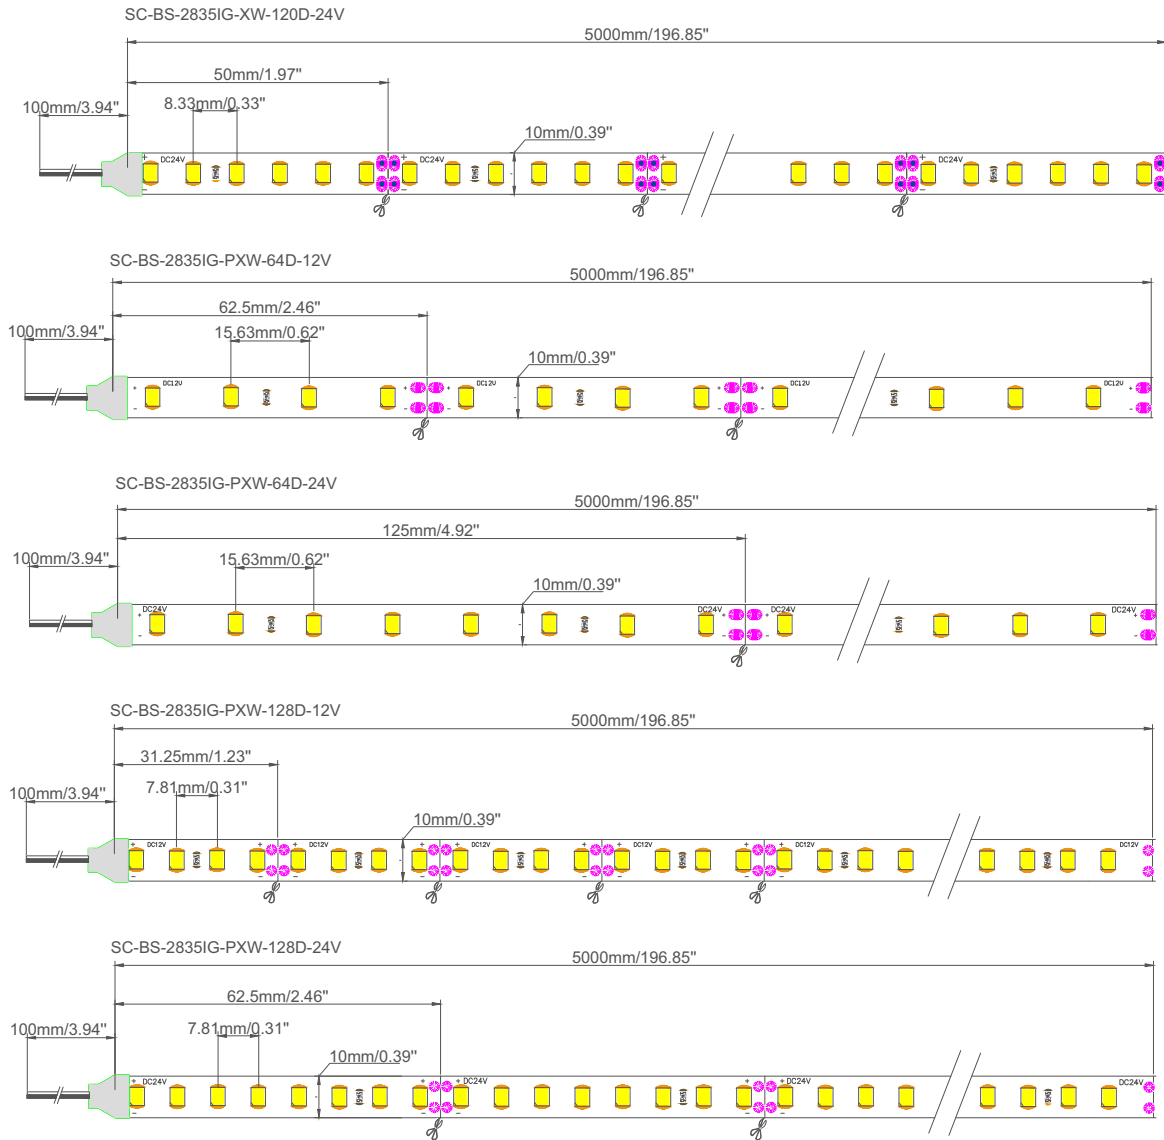 SC-BS-2835IG-XW-120D-24V
5000mm/196.85"
50mm/1.97"
100mm/3.94"
8.33mm/0.33"
10mm/0.39"
+ DC24V + DC24V + + DC24V
- - - -
SC-BS-2835IG-PXW-64D-12V
5000mm/196.85"
62.5mm/2.46"
100mm/3.94"
15.63mm/0.62"
10mm/0.39"
+ DC12V + + DC12V + + DC12V DC12V +
- - - - - -
SC-BS-2835IG-PXW-64D-24V
5000mm/196.85"
125mm/4.92"
100mm/3.94"
15.63mm/0.62"
10mm/0.39"
DC24V + DC24V + + DC24V DC24V +
- - - -
SC-BS-2835IG-PXW-128D-12V
5000mm/196.85"
31.25mm/1.23"
100mm/3.94"
7.81mm/0.31"
10mm/0.39"
+ DC12V + + DC12V + + DC12V + + DC12V + + DC12V DC12V
- - - - - - - - -
SC-BS-2835IG-PXW-128D-24V
5000mm/196.85"
62.5mm/2.46"
100mm/3.94"
7.81mm/0.31"
10mm/0.39"
+ DC24V + + DC24V + + DC24V DC24V
- - - - -